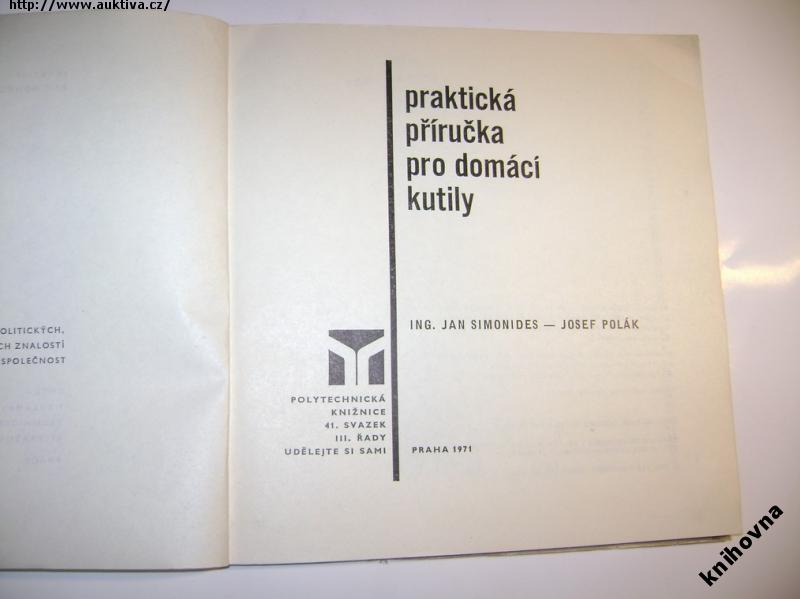 http://www.auktiva.cz/
praktická
příručka
pro domácí
kutily
ING. JAN SIMONIDES — JOSEF POLÁK
OLITICKÝCH,
CH ZNALOSTÍ
SPOLEČNOST
POLYTECHNICKÁ
KNIŽNICE
41. SVAZEK
III. ŘADY
UDĚLEJTE SI SAMI
PRAHA 1971
knihovna